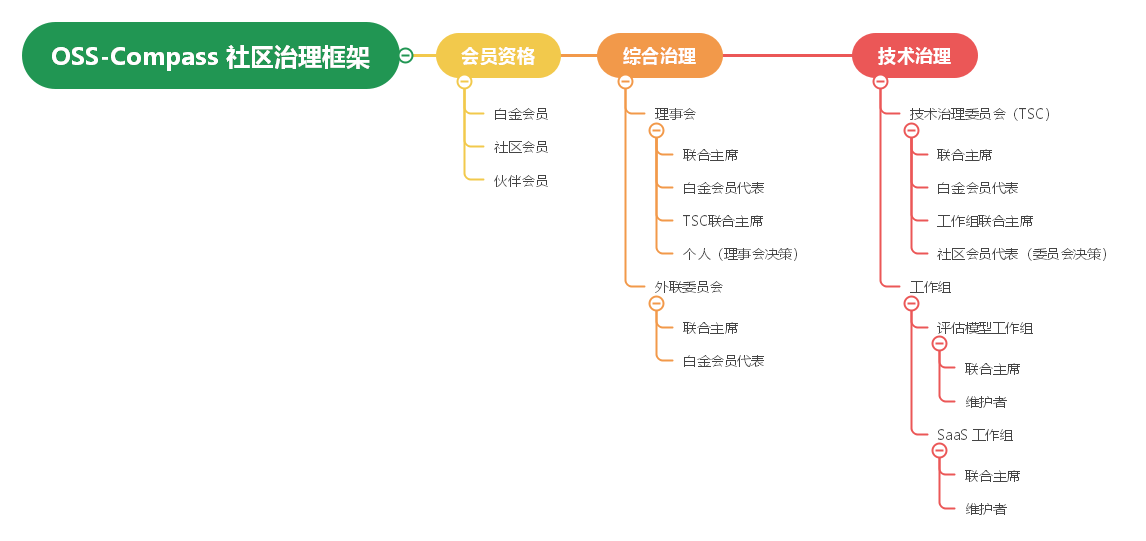 OSS-Compass 社区治理框架
会员资格
白金会员
社区会员
伙伴会员
综合治理
理事会
联合主席
白金会员代表
TSC联合主席
个人（理事会决策）
外联委员会
联合主席
白金会员代表
技术治理
技术治理委员会（TSC）
联合主席
白金会员代表
工作组联合主席
社区会员代表（委员会决策）
工作组
评估模型工作组
联合主席
维护者
SaaS 工作组
联合主席
维护者